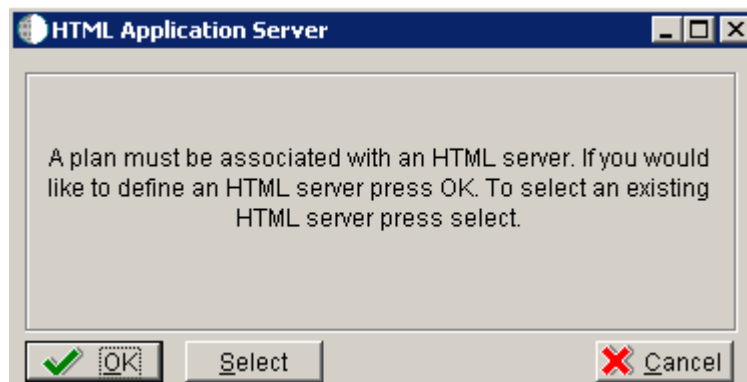 HTML Application Server
A plan must be associated with an HTML server. If you would
like to define an HTML server press OK. To select an existing
HTML server press select.
OK
Select
Cancel